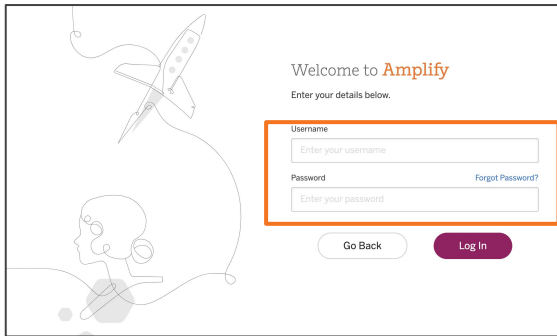 Welcome to Amplify
Enter your details below.
Username
Enter your username
Password Forgot Password?
Enter your password
Go Back Log In